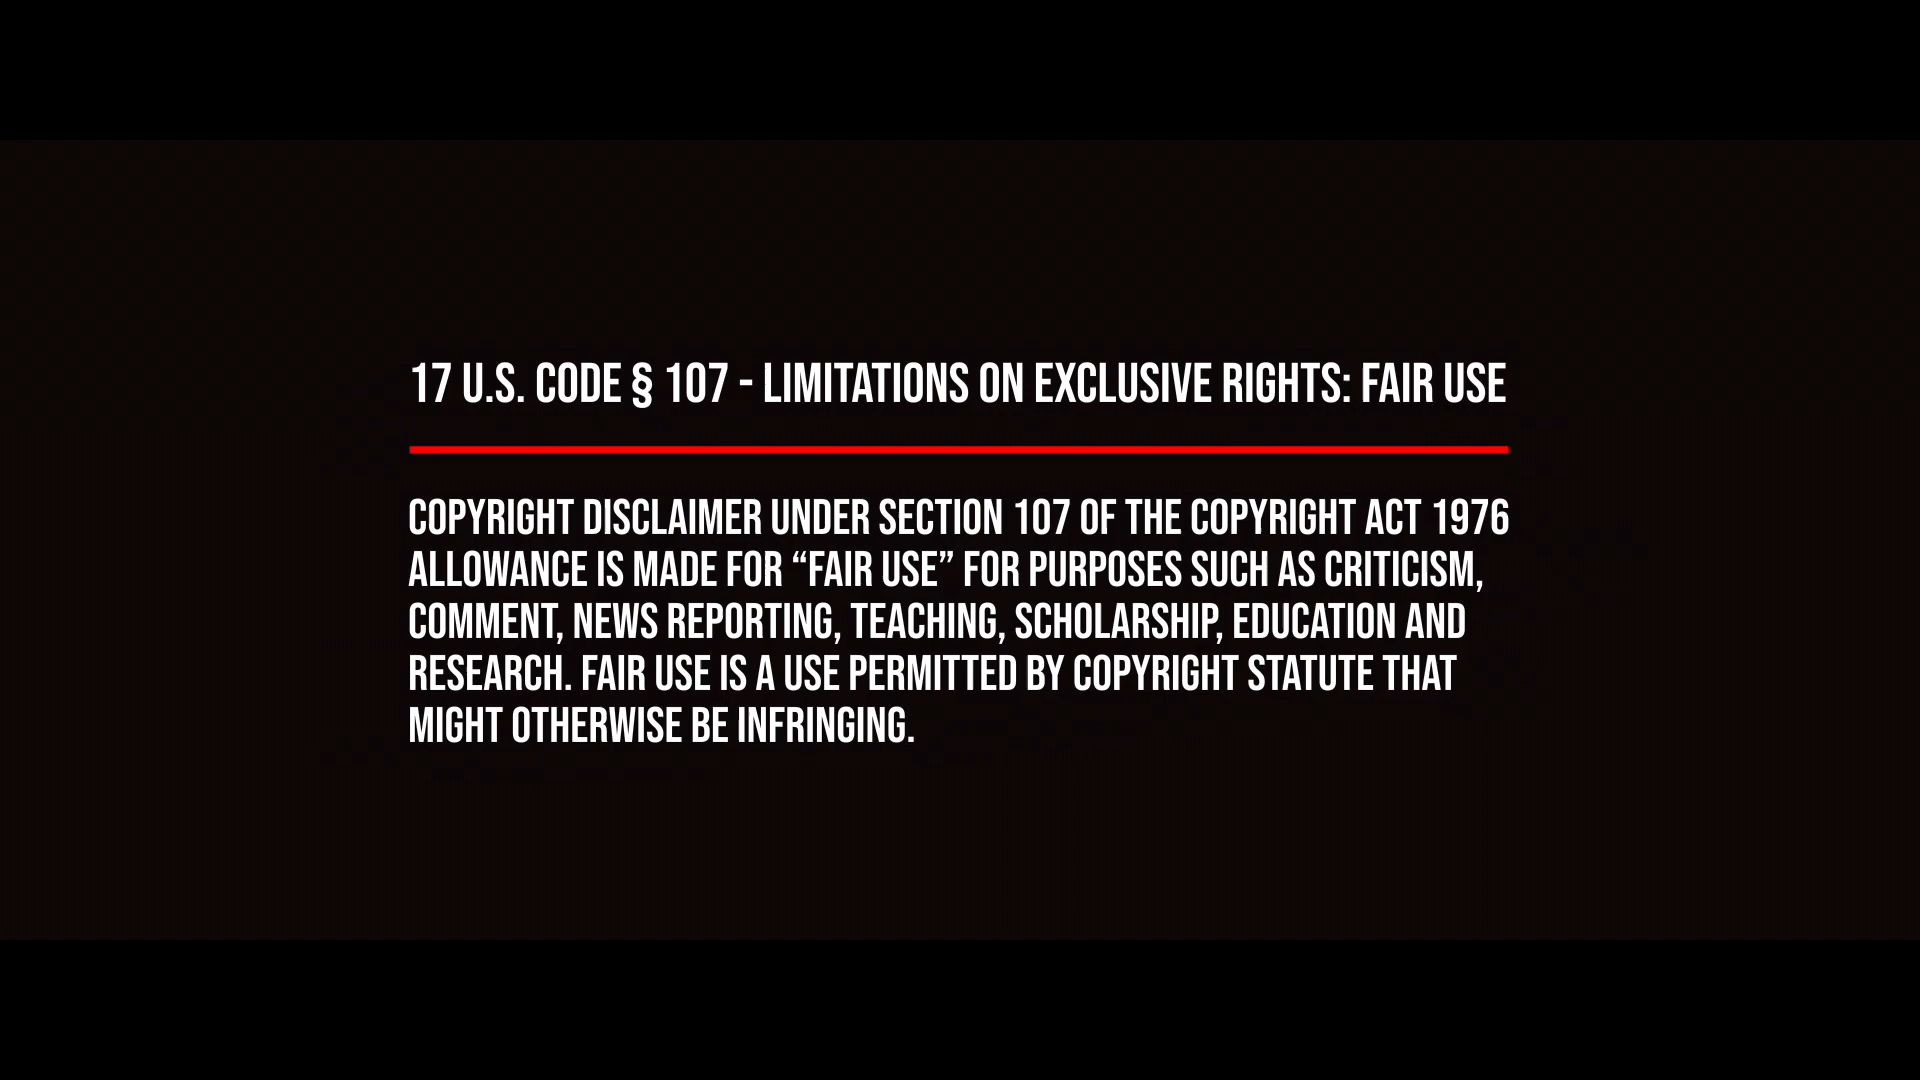 17 U.S. CODE § 107 - LIMITATIONS ON EXCLUSIVE RIGHTS: FAIR USE
COPYRIGHT DISCLAIMER UNDER SECTION 107 OF THE COPYRIGHT ACT 1976
ALLOWANCE IS MADE FOR “FAIR USE” FOR PURPOSES SUCH AS CRITICISM,
COMMENT, NEWS REPORTING, TEACHING, SCHOLARSHIP, EDUCATION AND
RESEARCH. FAIR USE IS A USE PERMITTED BY COPYRIGHT STATUTE THAT
MIGHT OTHERWISE BE INFRINGING.